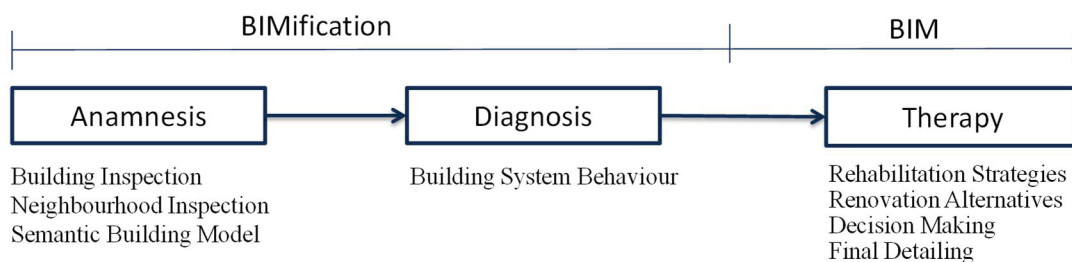 BIMification
BIM
Anamnesis
Diagnosis
Therapy
Building Inspection
Neighbourhood Inspection
Semantic Building Model
Building System Behaviour
Rehabilitation Strategies
Renovation Alternatives
Decision Making
Final Detailing